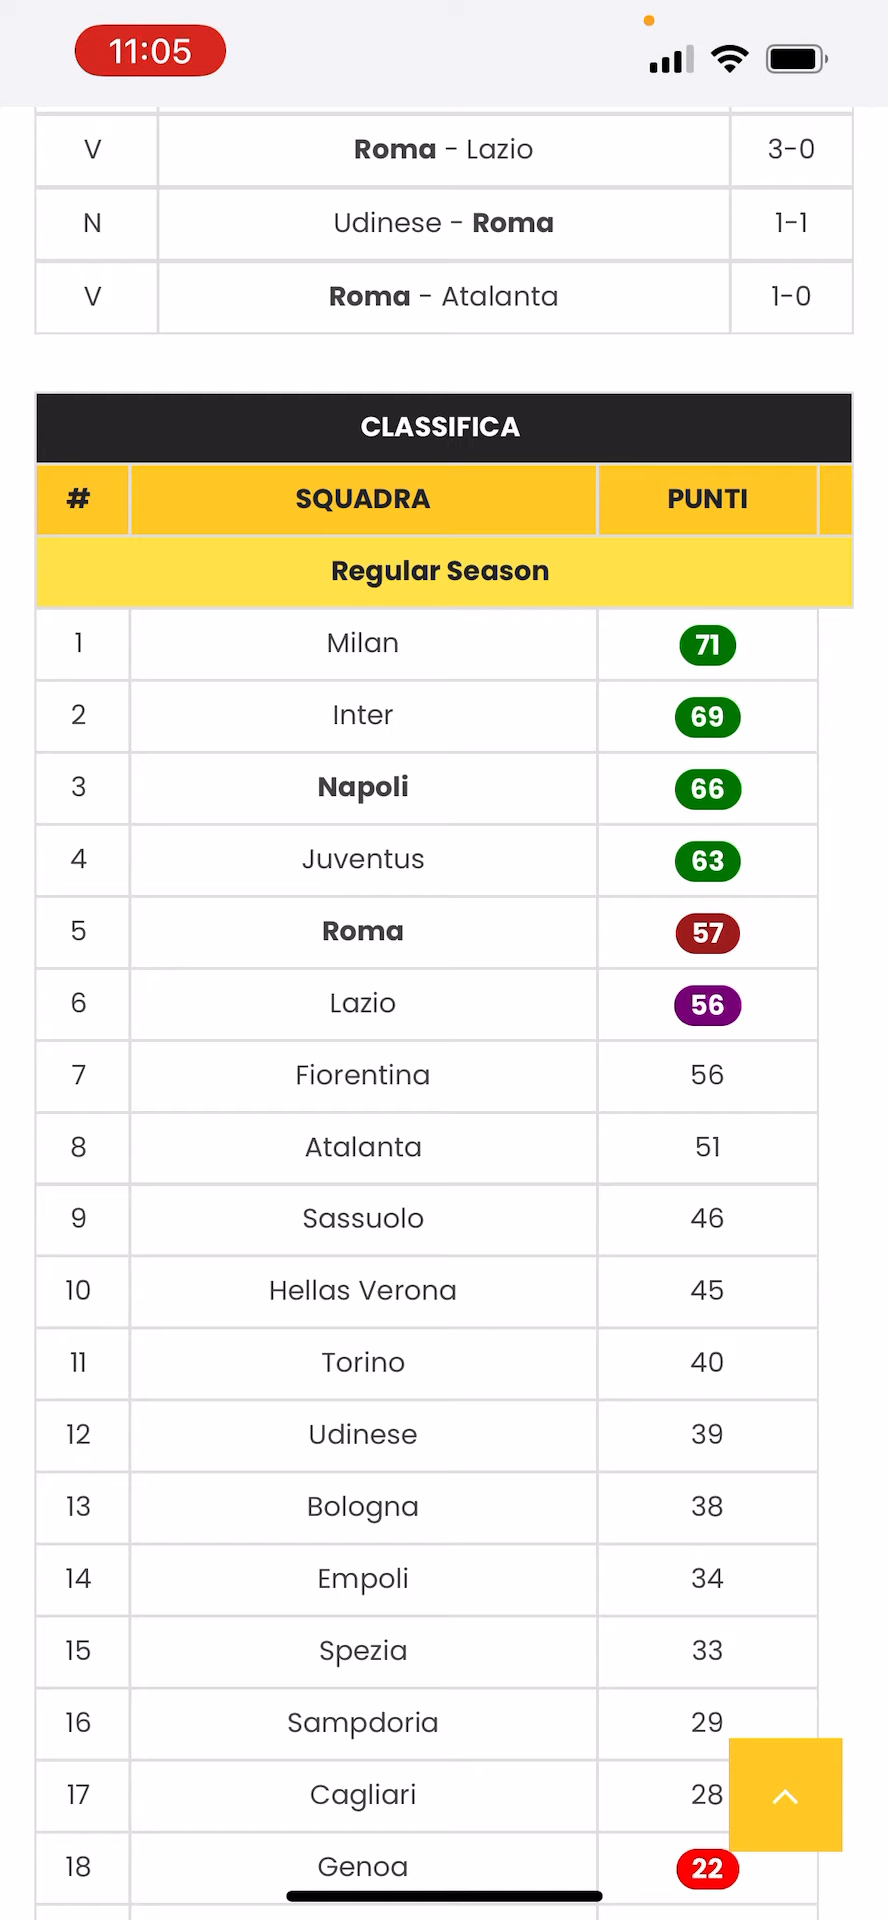 11:05
V Roma - Lazio 3-0
N Udinese - Roma 1-1
V Roma - Atalanta 1-0
CLASSIFICA
# SQUADRA PUNTI
Regular Season
1 Milan 71
2 Inter 69
3 Napoli 66
4 Juventus 63
5 Roma 57
6 Lazio 56
7 Fiorentina 56
8 Atalanta 51
9 Sassuolo 46
10 Hellas Verona 45
11 Torino 40
12 Udinese 39
13 Bologna 38
14 Empoli 34
15 Spezia 33
16 Sampdoria 29
17 Cagliari 28
18 Genoa 22